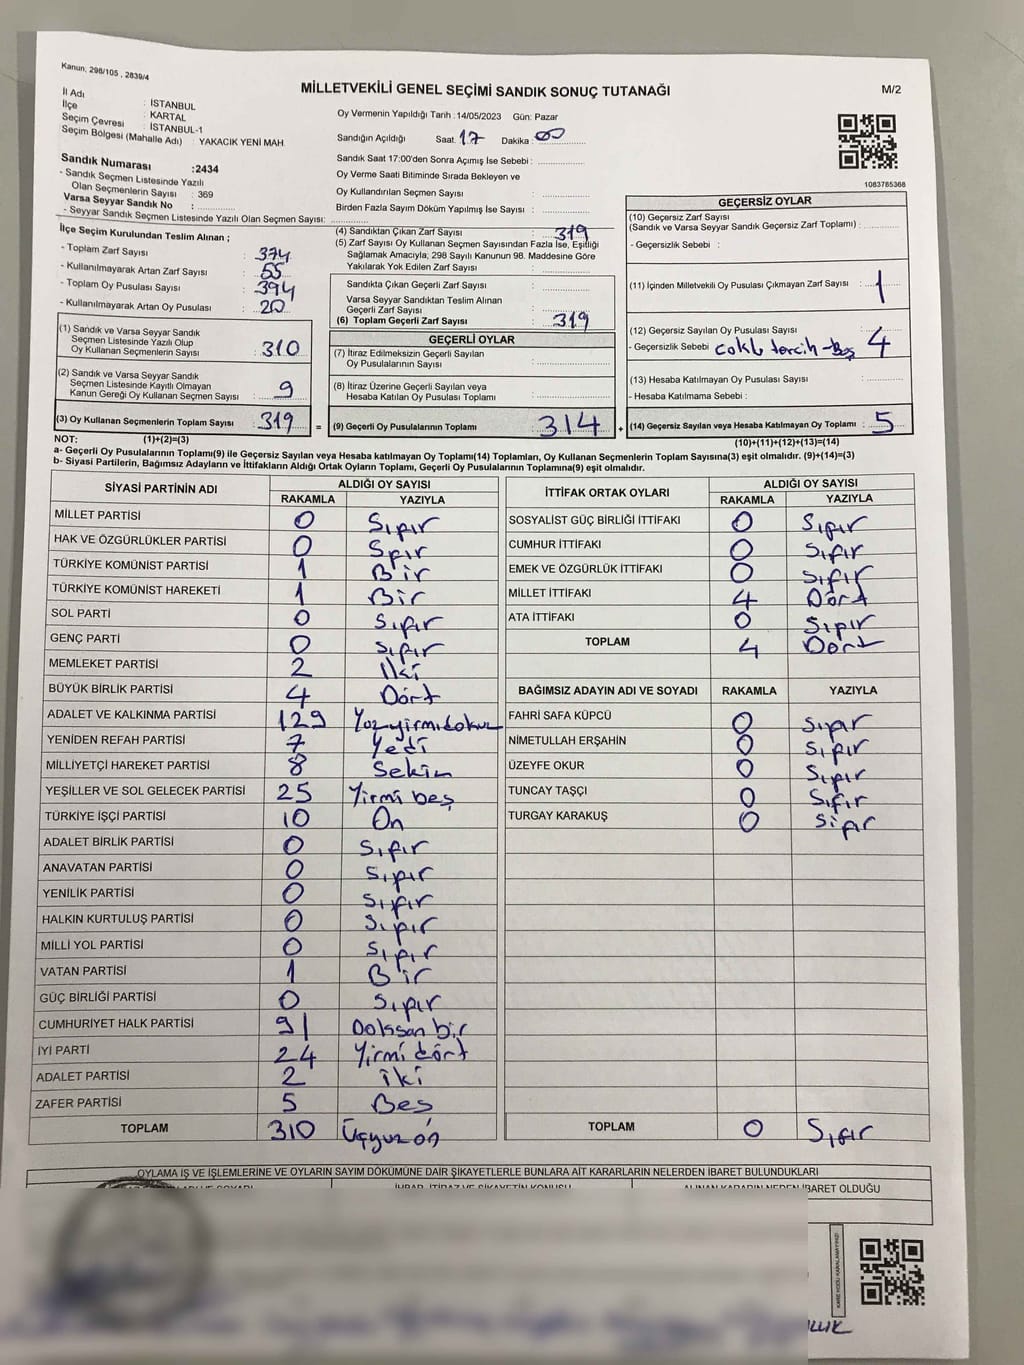 Kanun, 298/105 , 2839/4
MİLLETVEKİLİ GENEL SEÇİMİ SANDIK SONUÇ TUTANAĞI
M/2
İl Adı : İSTANBUL
İlçe : KARTAL
Seçim Çevresi : İSTANBUL-1
Seçim Bölgesi (Mahalle Adı) : YAKACIK YENİ MAH.
Sandık Numarası :2434
- Sandık Seçmen Listesinde Yazılı
Olan Seçmenlerin Sayısı : 369
Varsa Seyyar Sandık No :
- Seyyar Sandık Seçmen Listesinde Yazılı Olan Seçmen Sayısı:
İlçe Seçim Kurulundan Teslim Alınan ;
- Toplam Zarf Sayısı : 374
- Kullanılmayarak Artan Zarf Sayısı : 55
- Toplam Oy Pusulası Sayısı : 394
- Kullanılmayarak Artan Oy Pusulası : 20
(1) Sandık ve Varsa Seyyar Sandık
Seçmen Listesinde Yazılı Olup
Oy Kullanan Seçmenlerin Sayısı : 310
(2) Sandık ve Varsa Seyyar Sandık
Seçmen Listesinde Kayıtlı Olmayan
Kanun Gereği Oy Kullanan Seçmen Sayısı : 9
(3) Oy Kullanan Seçmenlerin Toplam Sayısı : 319
Oy Vermenin Yapıldığı Tarih : 14/05/2023 Gün: Pazar
Sandığın Açıldığı Saat: 17 Dakika : 00
Sandık Saat 17:00'den Sonra Açımış İse Sebebi :
Oy Verme Saati Bitiminde Sırada Bekleyen ve
Oy Kullandırılan Seçmen Sayısı :
Birden Fazla Sayım Döküm Yapılmış İse Sayısı :
(4) Sandıktan Çıkan Zarf Sayısı : 319
(5) Zarf Sayısı Oy Kullanan Seçmen Sayısından Fazla İse, Eşitliği
Sağlamak Amacıyla; 298 Sayılı Kanunun 98. Maddesine Göre
Yakılarak Yok Edilen Zarf Sayısı :
Sandıkta Çıkan Geçerli Zarf Sayısı :
Varsa Seyyar Sandıktan Teslim Alınan
Geçerli Zarf Sayısı :
(6) Toplam Geçerli Zarf Sayısı : 319
GEÇERLİ OYLAR
(7) İtiraz Edilmeksizin Geçerli Sayılan
Oy Pusulalarının Sayısı :
(8) İtiraz Üzerine Geçerli Sayılan veya
Hesaba Katılan Oy Pusulaları Toplamı :
= (9) Geçerli Oy Pusulalarının Toplamı : 314
1083785368
GEÇERSİZ OYLAR
(10) Geçersiz Zarf Sayısı
(Sandık ve Varsa Seyyar Sandık Geçersiz Zarf Toplamı) :
- Geçersizlik Sebebi :
(11) İçinden Milletvekili Oy Pusulası Çıkmayan Zarf Sayısı : 1
(12) Geçersiz Sayılan Oy Pusulası Sayısı : 4
- Geçersizlik Sebebi : coklu tercih-Boş
(13) Hesaba Katılmayan Oy Pusulası Sayısı :
- Hesaba Katılmama Sebebi :
+ (14) Geçersiz Sayılan veya Hesaba Katılmayan Oy Toplamı : 5
NOT: (1)+(2)=(3) (10)+(11)+(12)+(13)=(14)
a- Geçerli Oy Pusulalarının Toplamı(9) ile Geçersiz Sayılan veya Hesaba katılmayan Oy Toplamı(14) Toplamları, Oy Kullanan Seçmenlerin Toplam Sayısına(3) eşit olmalıdır. (9)+(14)=(3)
b- Siyasi Partilerin, Bağımsız Adayların ve İttifakların Aldığı Ortak Oyların Toplamı, Geçerli Oy Pusulalarının Toplamına(9) eşit olmalıdır.
SİYASİ PARTİNİN ADI ALDIĞI OY SAYISI
RAKAMLA YAZIYLA
MİLLET PARTİSİ 0 Sıfır
HAK VE ÖZGÜRLÜKLER PARTİSİ 0 Sfır
TÜRKİYE KOMÜNİST PARTİSİ 1 Bir
TÜRKİYE KOMÜNİST HAREKETİ 1 Bir
SOL PARTİ 0 Sıfır
GENÇ PARTİ 0 Sıfır
MEMLEKET PARTİSİ 2 İki
BÜYÜK BİRLİK PARTİSİ 4 Dört
ADALET VE KALKINMA PARTİSİ 129 Yüzyirmidokuz
YENİDEN REFAH PARTİSİ 7 Yedi
MİLLİYETÇİ HAREKET PARTİSİ 8 Sekiz
YEŞİLLER VE SOL GELECEK PARTİSİ 25 Yirmi beş
TÜRKİYE İŞÇİ PARTİSİ 10 On
ADALET BİRLİK PARTİSİ 0 Sıfır
ANAVATAN PARTİSİ 0 Sıfır
YENİLİK PARTİSİ 0 Sıfır
HALKIN KURTULUŞ PARTİSİ 0 Sıfır
MİLLİ YOL PARTİSİ 0 Sıfır
VATAN PARTİSİ 1 Bir
GÜÇ BİRLİĞİ PARTİSİ 0 Sıfır
CUMHURİYET HALK PARTİSİ 91 Doksan bir
İYİ PARTİ 24 Yirmi dört
ADALET PARTİSİ 2 iki
ZAFER PARTİSİ 5 Beş
TOPLAM 310 Üçyüz on
İTTİFAK ORTAK OYLARI ALDIĞI OY SAYISI
RAKAMLA YAZIYLA
SOSYALİST GÜÇ BİRLİĞİ İTTİFAKI 0 Sıfır
CUMHUR İTTİFAKI 0 Sıfır
EMEK VE ÖZGÜRLÜK İTTİFAKI 0 Sıfır
MİLLET İTTİFAKI 4 Dört
ATA İTTİFAKI 0 Sıfır
TOPLAM 4 Dört
BAĞIMSIZ ADAYIN ADI VE SOYADI RAKAMLA YAZIYLA
FAHRİ SAFA KÜPCÜ 0 Sıfır
NİMETULLAH ERŞAHİN 0 Sıfır
ÜZEYFE OKUR 0 Sıfır
TUNCAY TAŞÇI 0 Sıfır
TURGAY KARAKUŞ 0 Sıfır
TOPLAM 0 Sıfır
OYLAMA İŞ VE İŞLEMLERİNE VE OYLARIN SAYIM DÖKÜMÜNE DAİR ŞİKAYETLERLE BUNLARA AİT KARARLARIN NELERDEN İBARET BULUNDUKLARI
İHBAR, İTİRAZ VE ŞİKAYETİN KONUSU ALINAN KARARIN NEDEN İBARET OLDUĞU